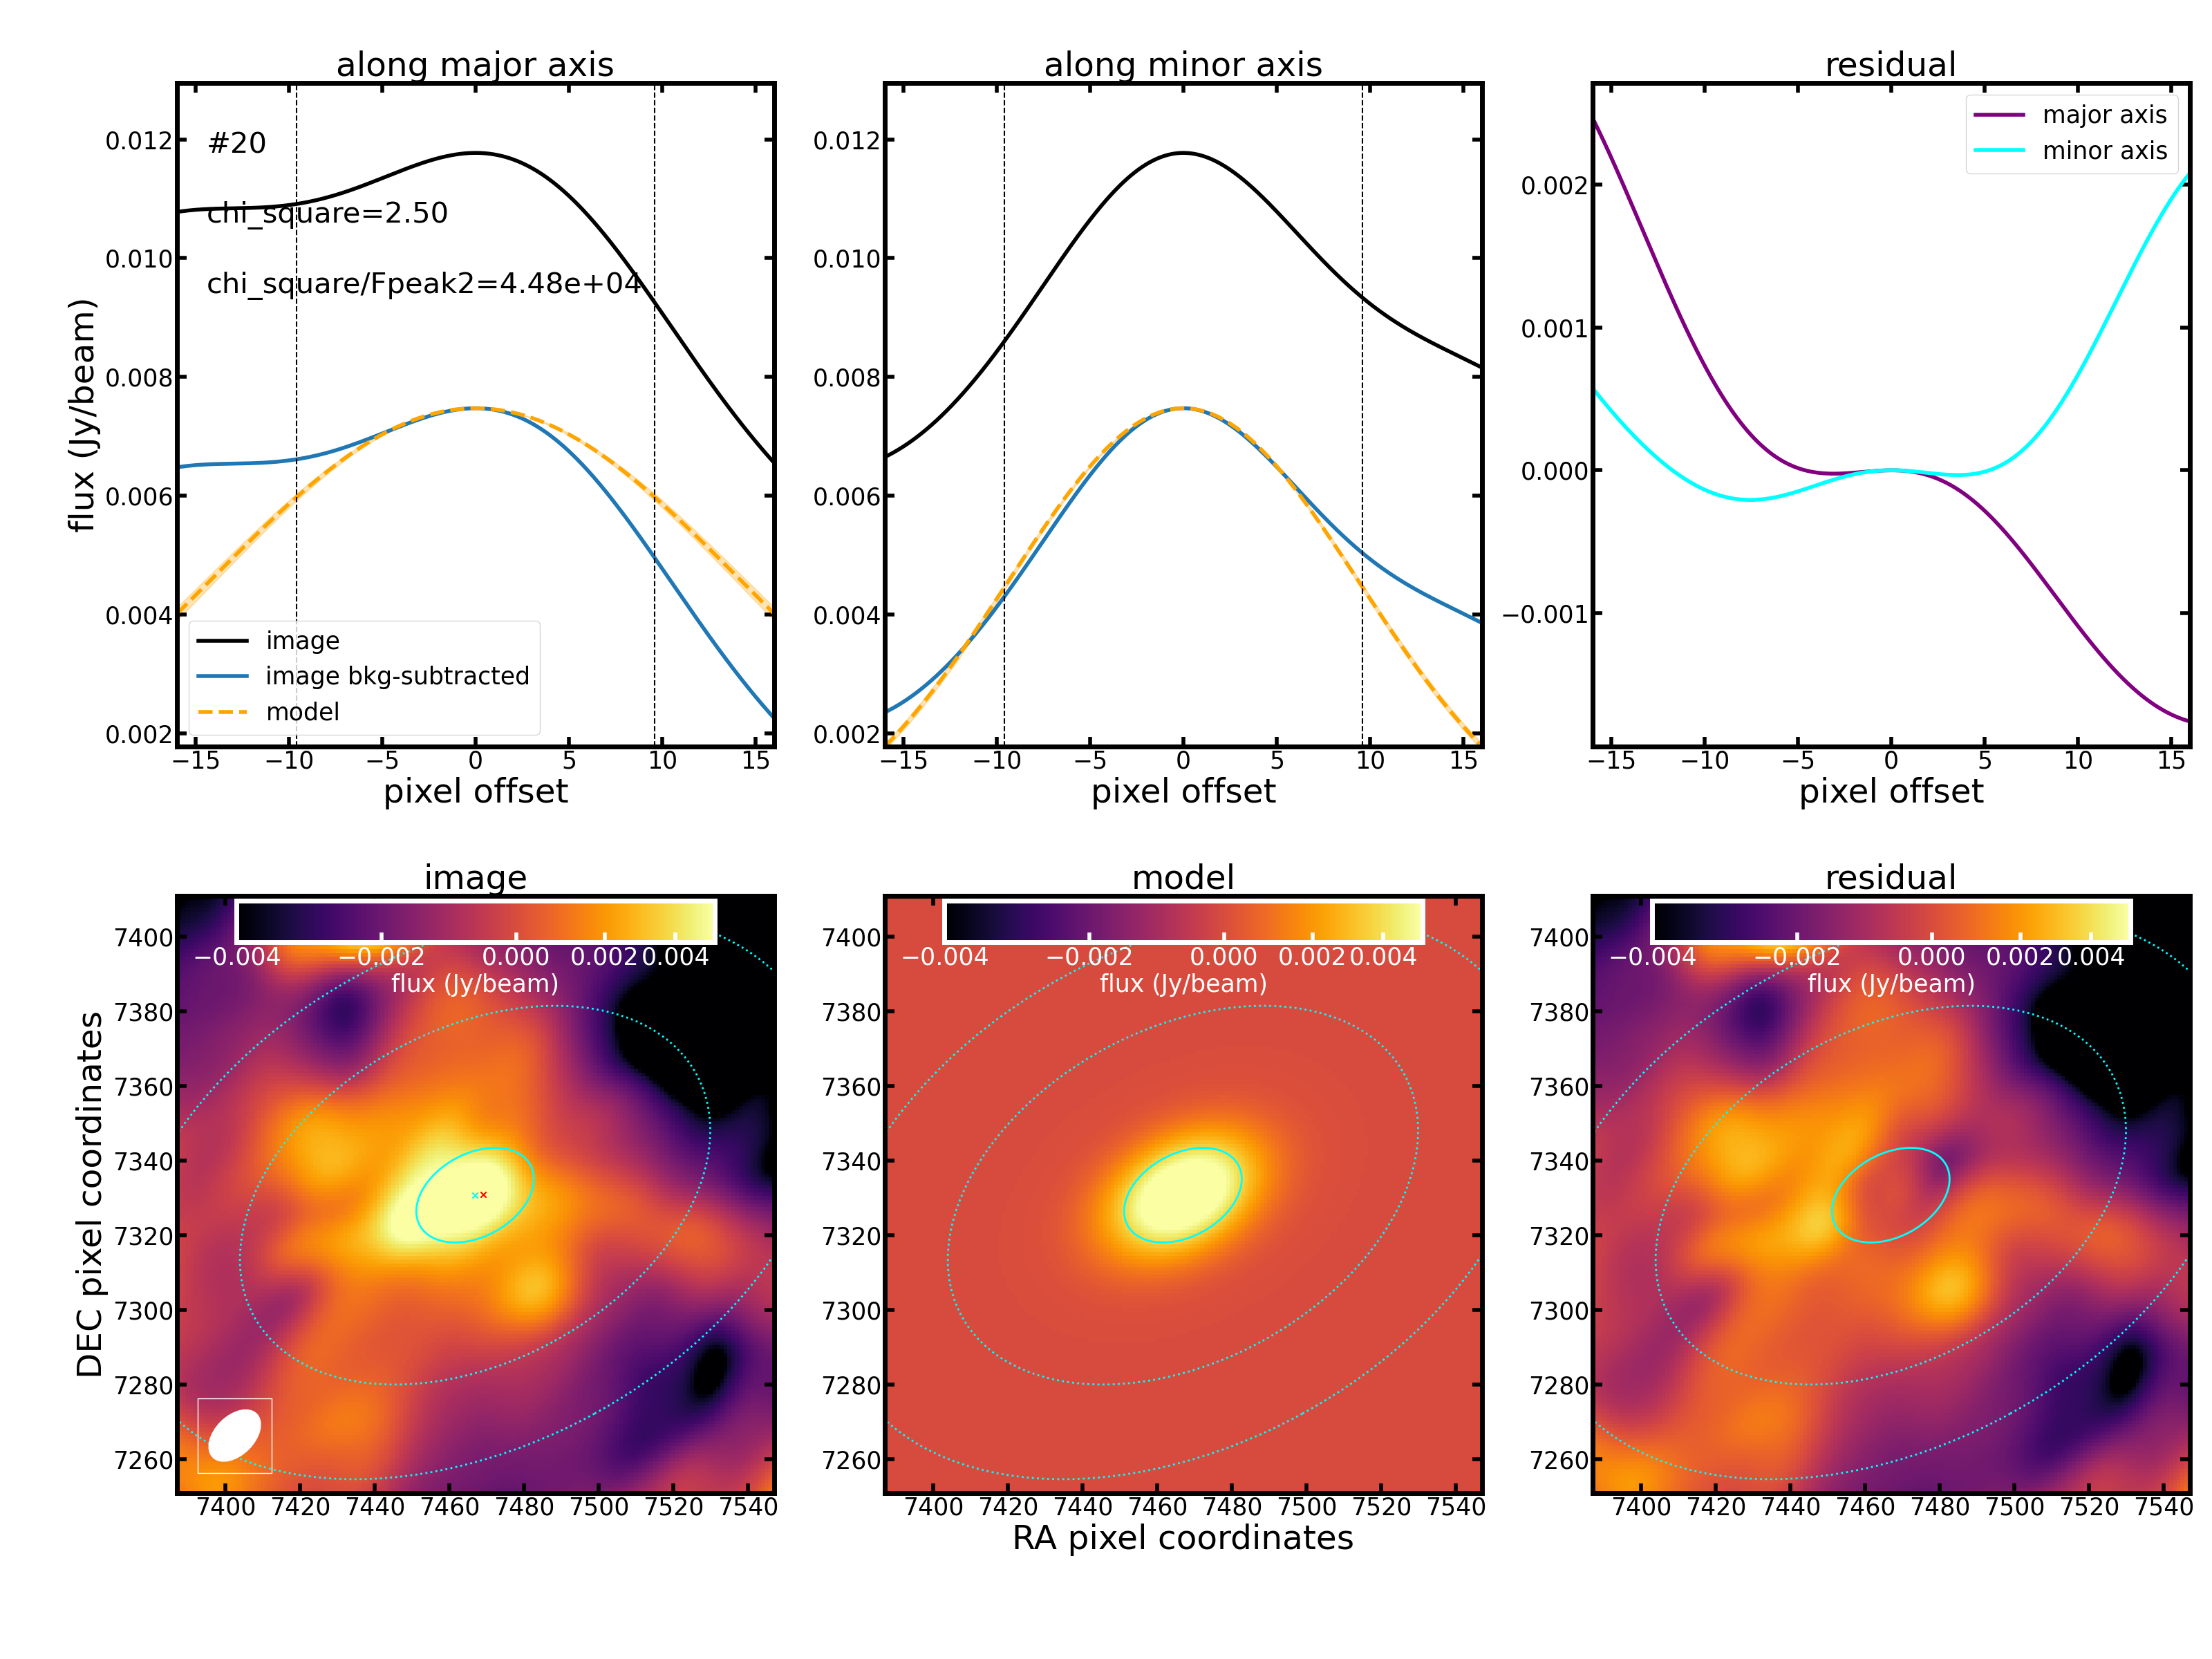 along major axis
#20
chi_square=2.50
chi_square/Fpeak2=4.48e+04
0.012
0.010
0.008
0.006
0.004
0.002
flux (Jy/beam)
image
image bkg-subtracted
model
−15 −10 −5 0 5 10 15
pixel offset
along minor axis
0.012
0.010
0.008
0.006
0.004
0.002
−15 −10 −5 0 5 10 15
pixel offset
residual
major axis
minor axis
0.002
0.001
0.000
−0.001
−15 −10 −5 0 5 10 15
pixel offset
image
−0.004 −0.002 0.000 0.002 0.004
flux (Jy/beam)
7400
7380
7360
7340
7320
7300
7280
7260
DEC pixel coordinates
7400 7420 7440 7460 7480 7500 7520 7540
model
−0.004 −0.002 0.000 0.002 0.004
flux (Jy/beam)
7400
7380
7360
7340
7320
7300
7280
7260
7400 7420 7440 7460 7480 7500 7520 7540
RA pixel coordinates
residual
−0.004 −0.002 0.000 0.002 0.004
flux (Jy/beam)
7400
7380
7360
7340
7320
7300
7280
7260
7400 7420 7440 7460 7480 7500 7520 7540